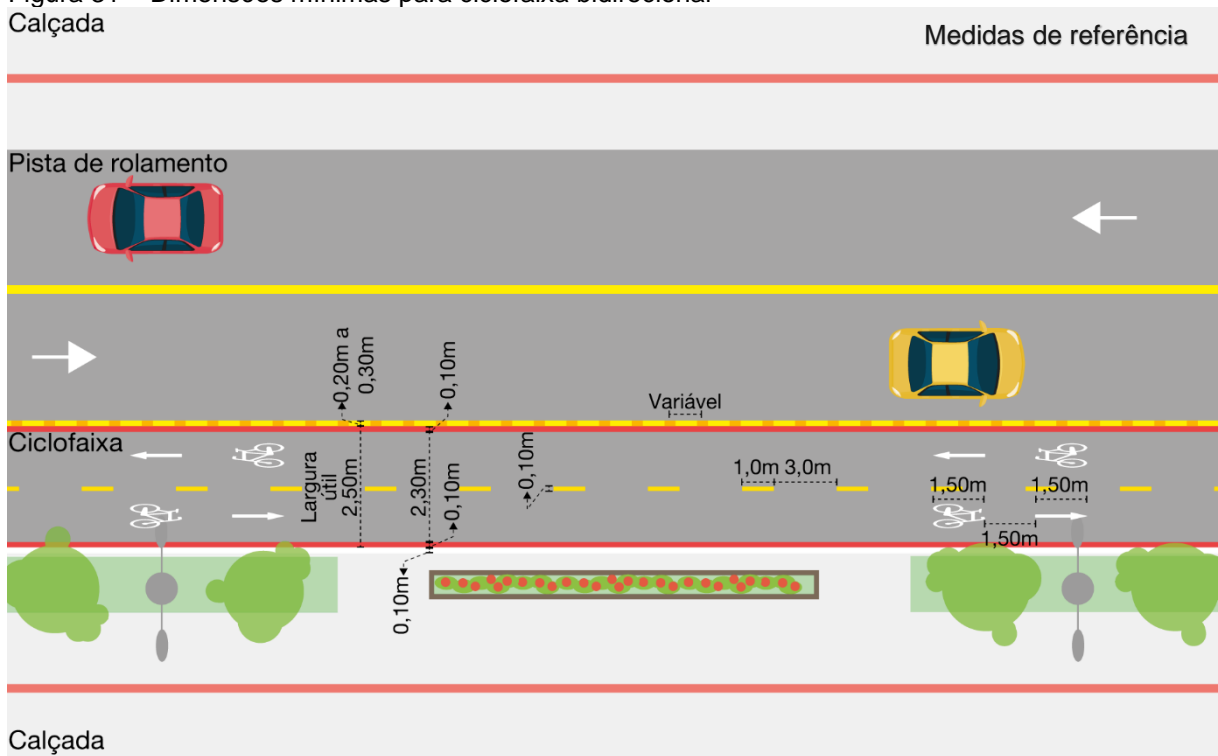 Calçada
Medidas de referência
Pista de rolamento
0,20m a
0,30m
0,10m
Variável
Ciclofaixa
Largura
útil
2,50m
2,30m
0,10m
0,10m
1,0m 3,0m
1,50m
1,50m
1,50m
0,10m
Calçada